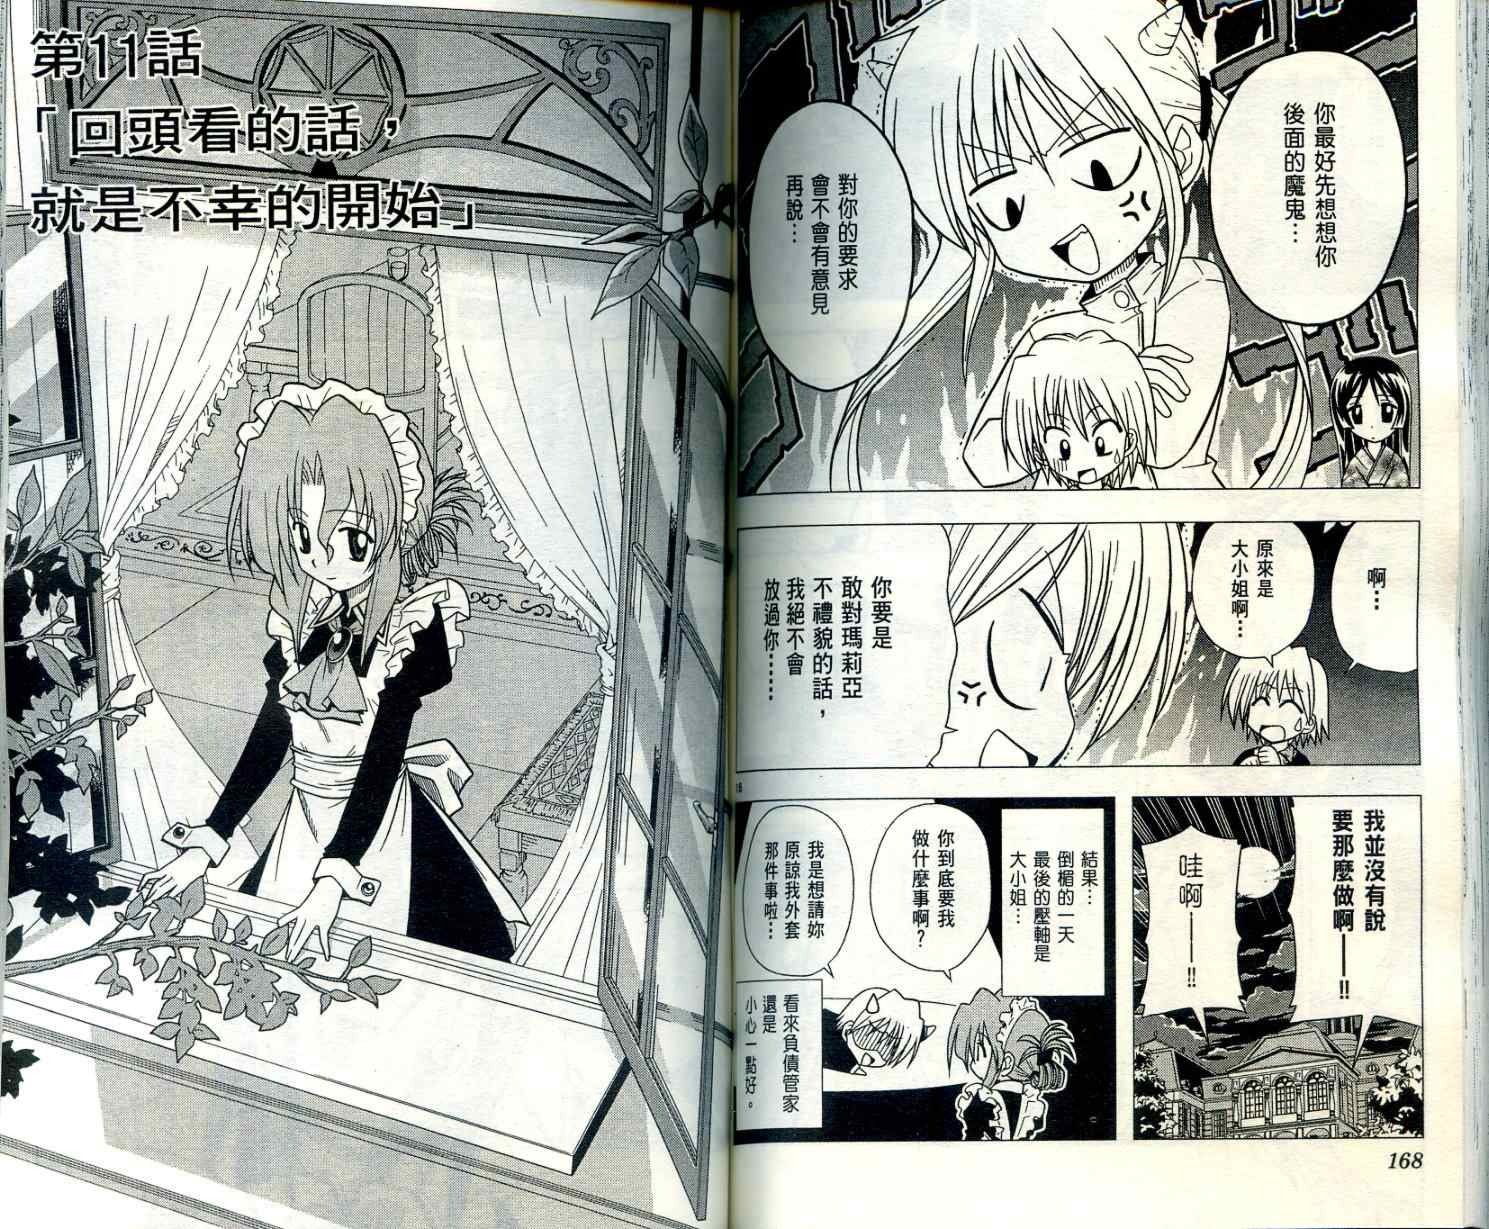 你最好先想想你
後面的魔鬼…
對你的要求
會不會有意見
再說…
啊…
原來是
大小姐啊…
你要是
敢對瑪莉亞
不禮貌的話，
我絕不會
放過你……
我並沒有說
要那麼做啊——!!
哇啊——!!
結果…
倒楣的一天
最後的壓軸是
大小姐…
你到底要我
做什麼事啊?
我是想請妳
原諒我外套
那件事啦…
看來負債管家
還是
小心一點好。
168
第11話
「回頭看的話，
就是不幸的開始」